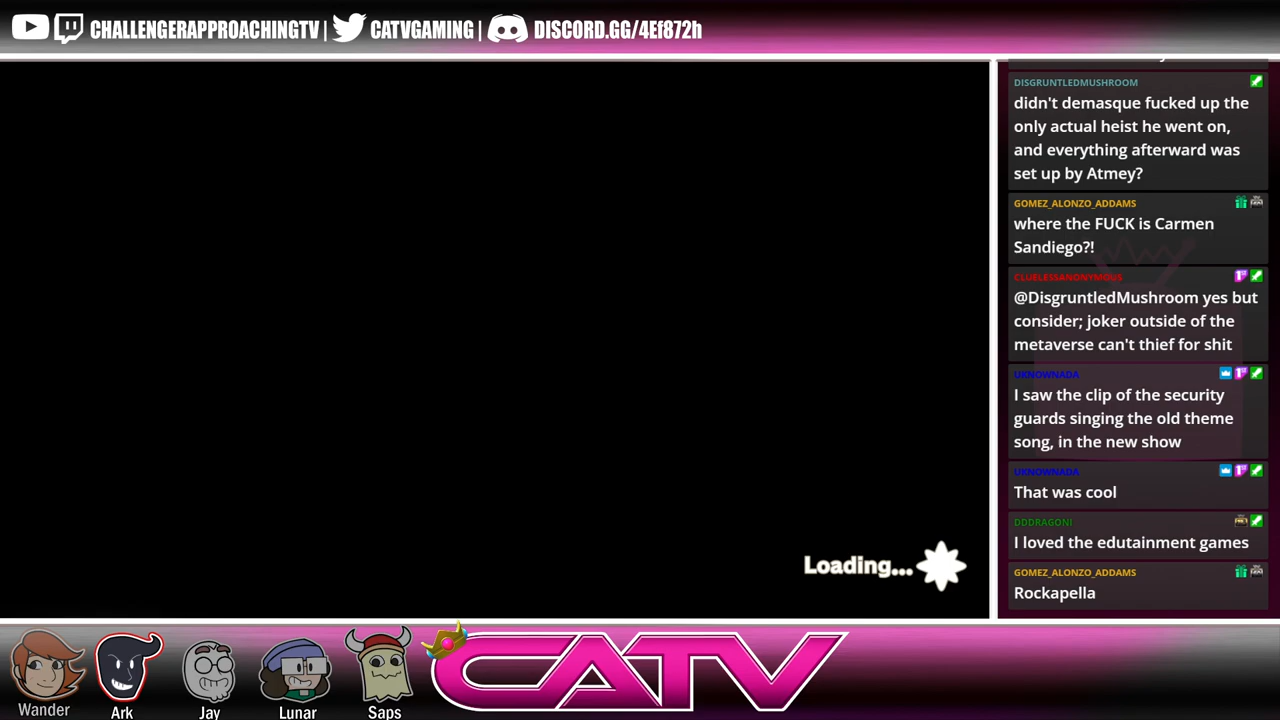 CHALLENGERAPPROACHINGTV | CATVGAMING | DISCORD.GG/4EF872h
DISGRUNTLEDMUSHROOM
didn't demasque fucked up the
only actual heist he went on,
and everything afterward was
set up by Atmey?
GOMEZ_ALONZO_ADDAMS
where the FUCK is Carmen
Sandiego?!
CLUELESSANONYMOUS
@DisgruntledMushroom yes but
consider; joker outside of the
metaverse can't thief for shit
UKNOWNADA
I saw the clip of the security
guards singing the old theme
song, in the new show
UKNOWNADA
That was cool
DDDRAGONI
I loved the edutainment games
GOMEZ_ALONZO_ADDAMS
Rockapella
Loading...
CATV
Wander
Ark
Jay
Lunar
Saps